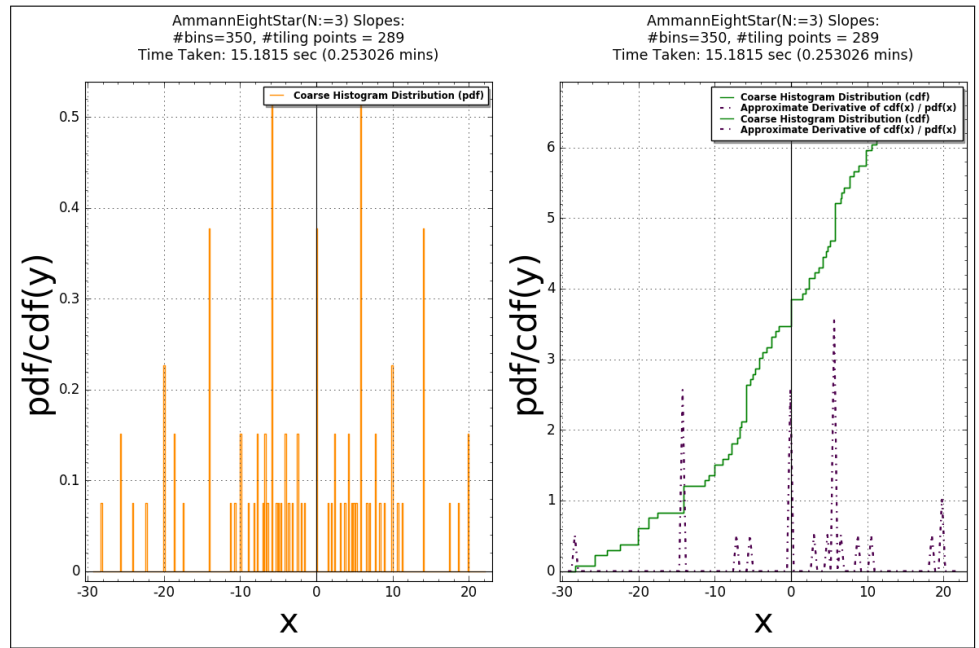 AmmannEightStar(N:=3) Slopes:
#bins=350, #tiling points = 289
Time Taken: 15.1815 sec (0.253026 mins)
Coarse Histogram Distribution (pdf)
0.5
0.4
0.3
0.2
0.1
0
pdf/cdf(y)
-30
-20
-10
0
10
20
x
AmmannEightStar(N:=3) Slopes:
#bins=350, #tiling points = 289
Time Taken: 15.1815 sec (0.253026 mins)
Coarse Histogram Distribution (cdf)
Approximate Derivative of cdf(x) / pdf(x)
Coarse Histogram Distribution (cdf)
Approximate Derivative of cdf(x) / pdf(x)
6
5
4
3
2
1
0
pdf/cdf(y)
-30
-20
-10
0
10
20
x